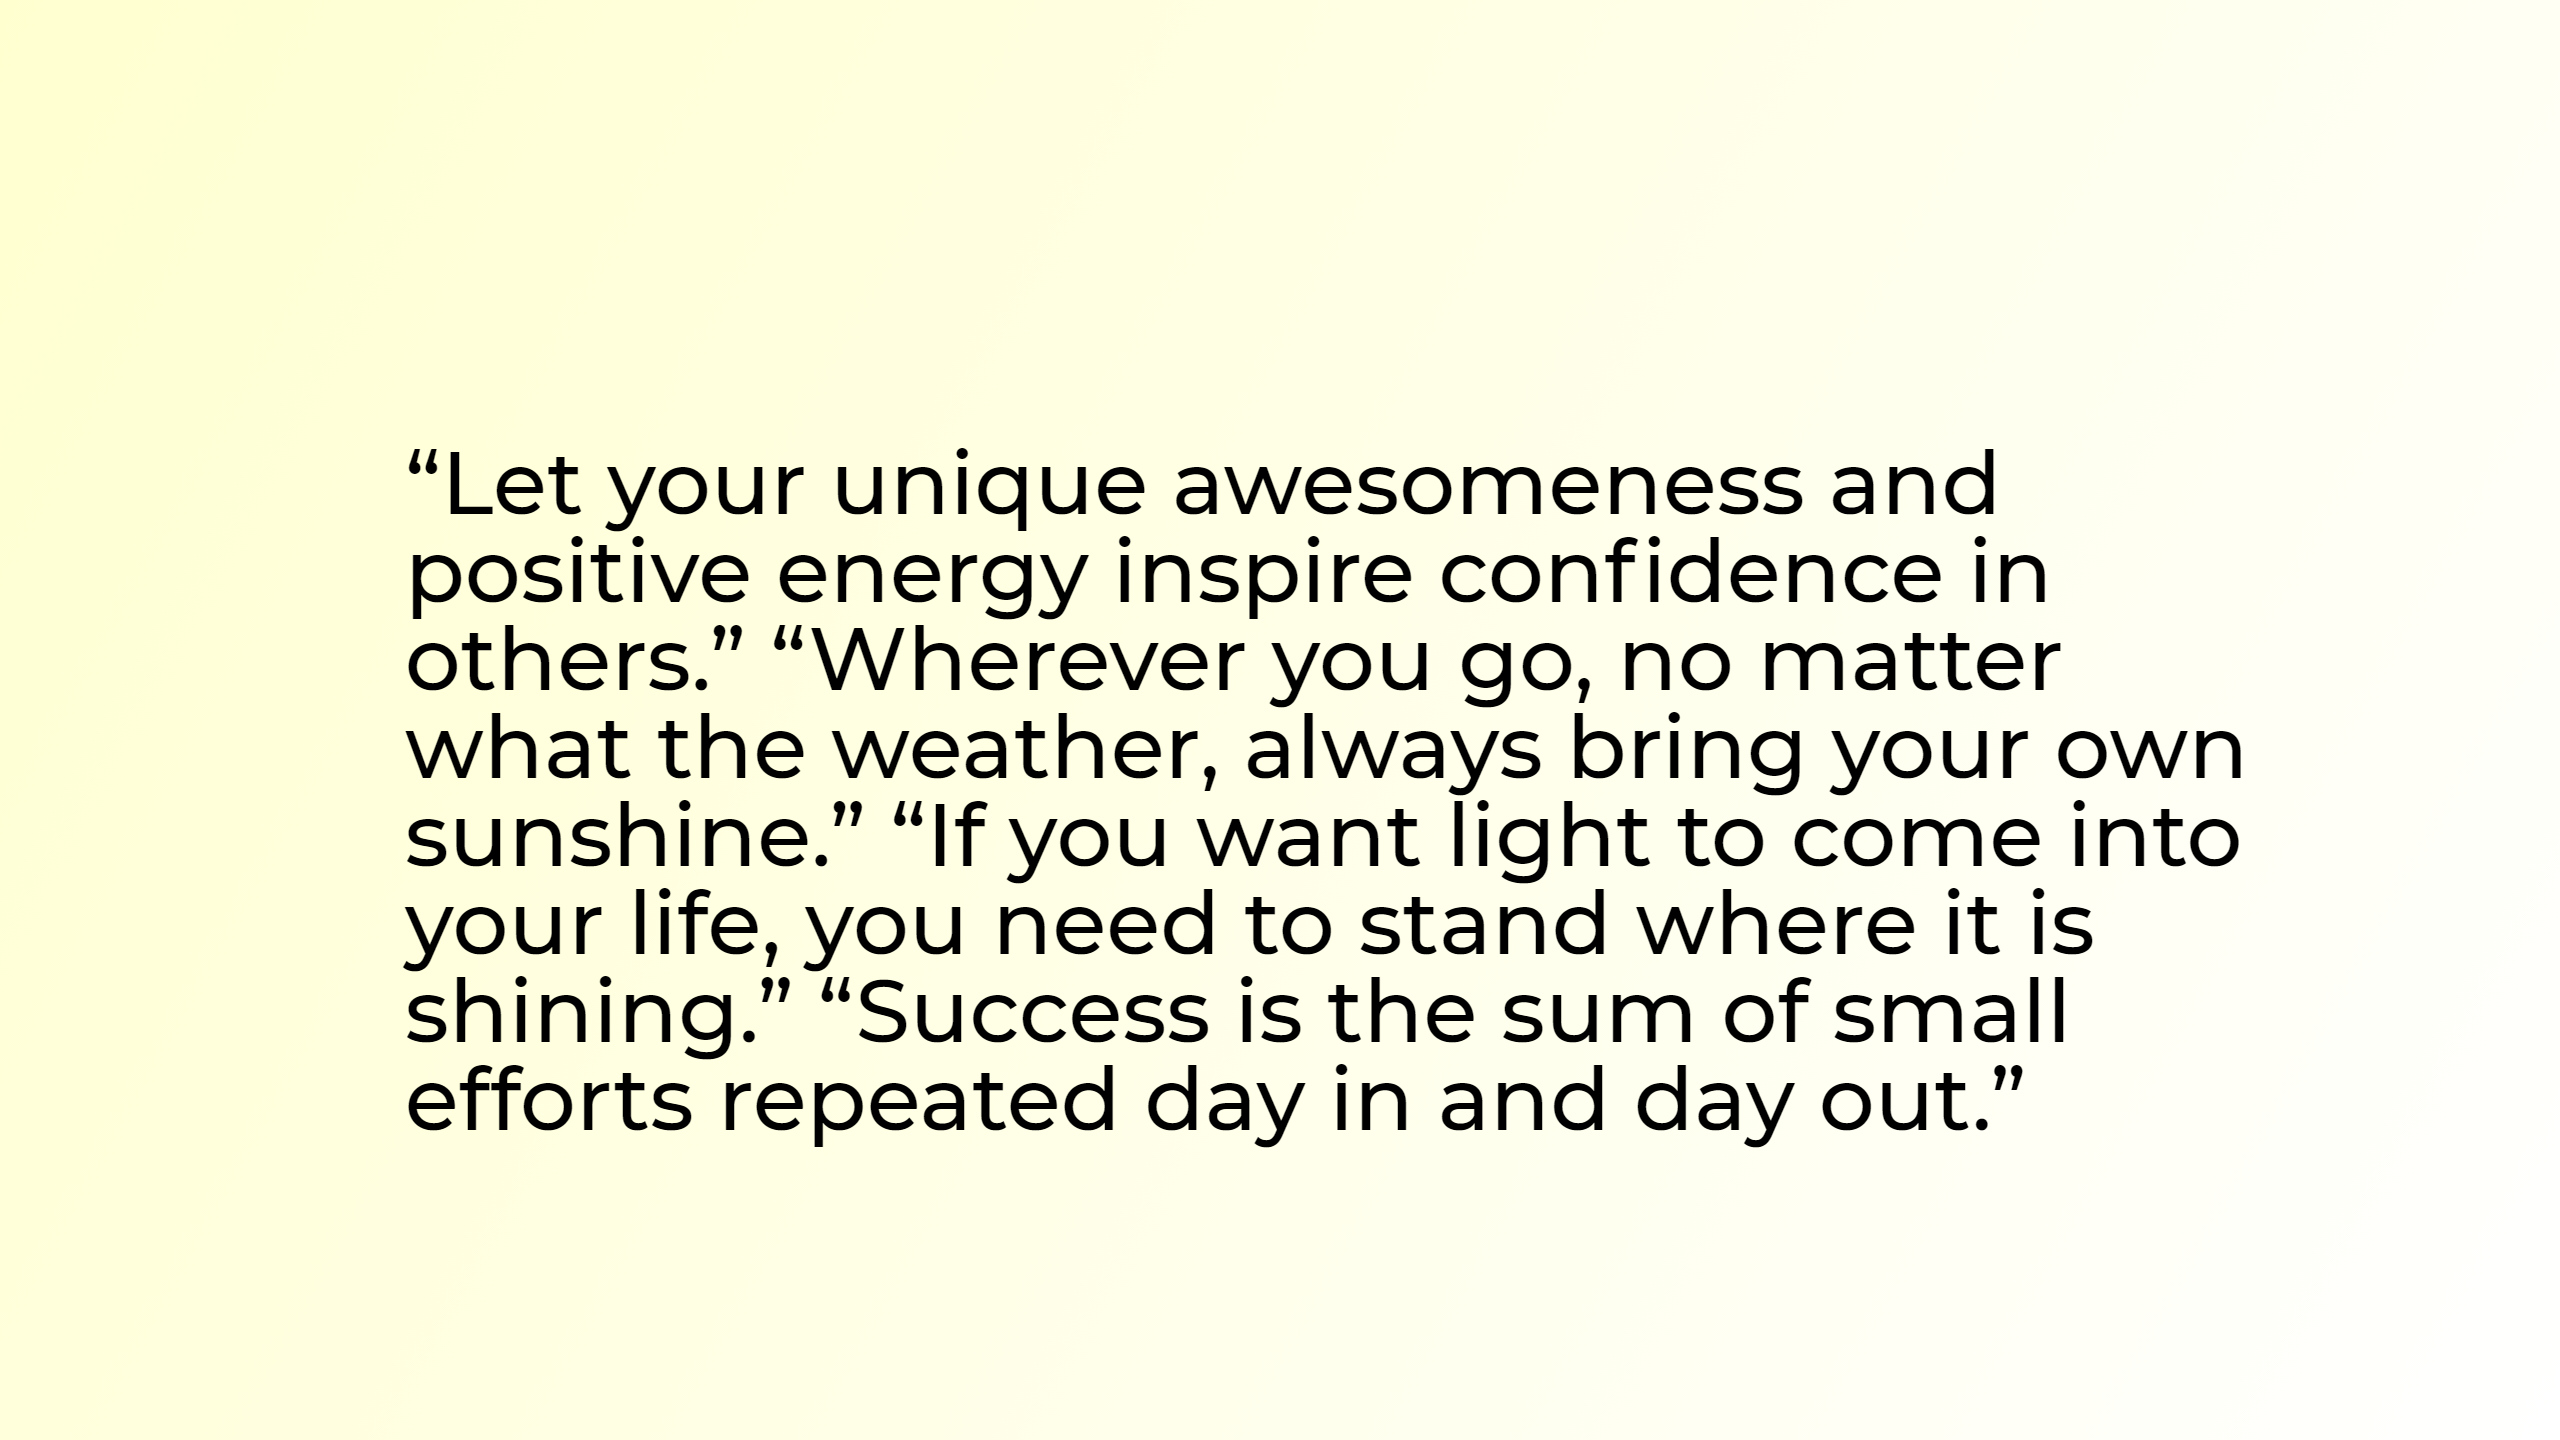 “Let your unique awesomeness and
positive energy inspire confidence in
others.” “Wherever you go, no matter
what the weather, always bring your own
sunshine.” “If you want light to come into
your life, you need to stand where it is
shining.” “Success is the sum of small
efforts repeated day in and day out.”